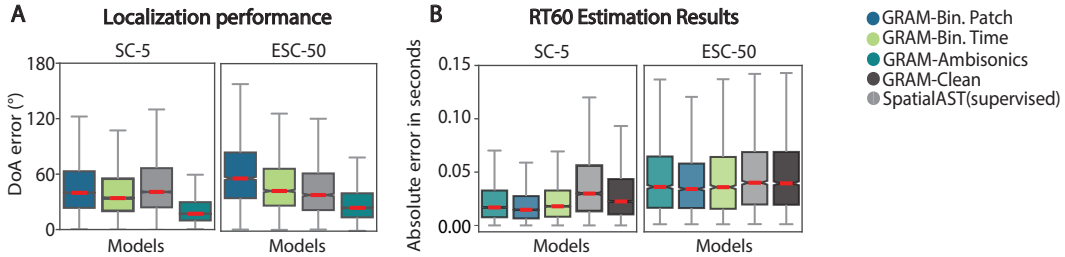 A
Localization performance
SC-5
ESC-50
DoA error (°)
180
120
60
0
Models
B
RT60 Estimation Results
SC-5
ESC-50
Absolute error in seconds
0.15
0.10
0.05
0.00
Models
Models
GRAM-Bin. Patch
GRAM-Bin. Time
GRAM-Ambisonics
GRAM-Clean
SpatialAST(supervised)